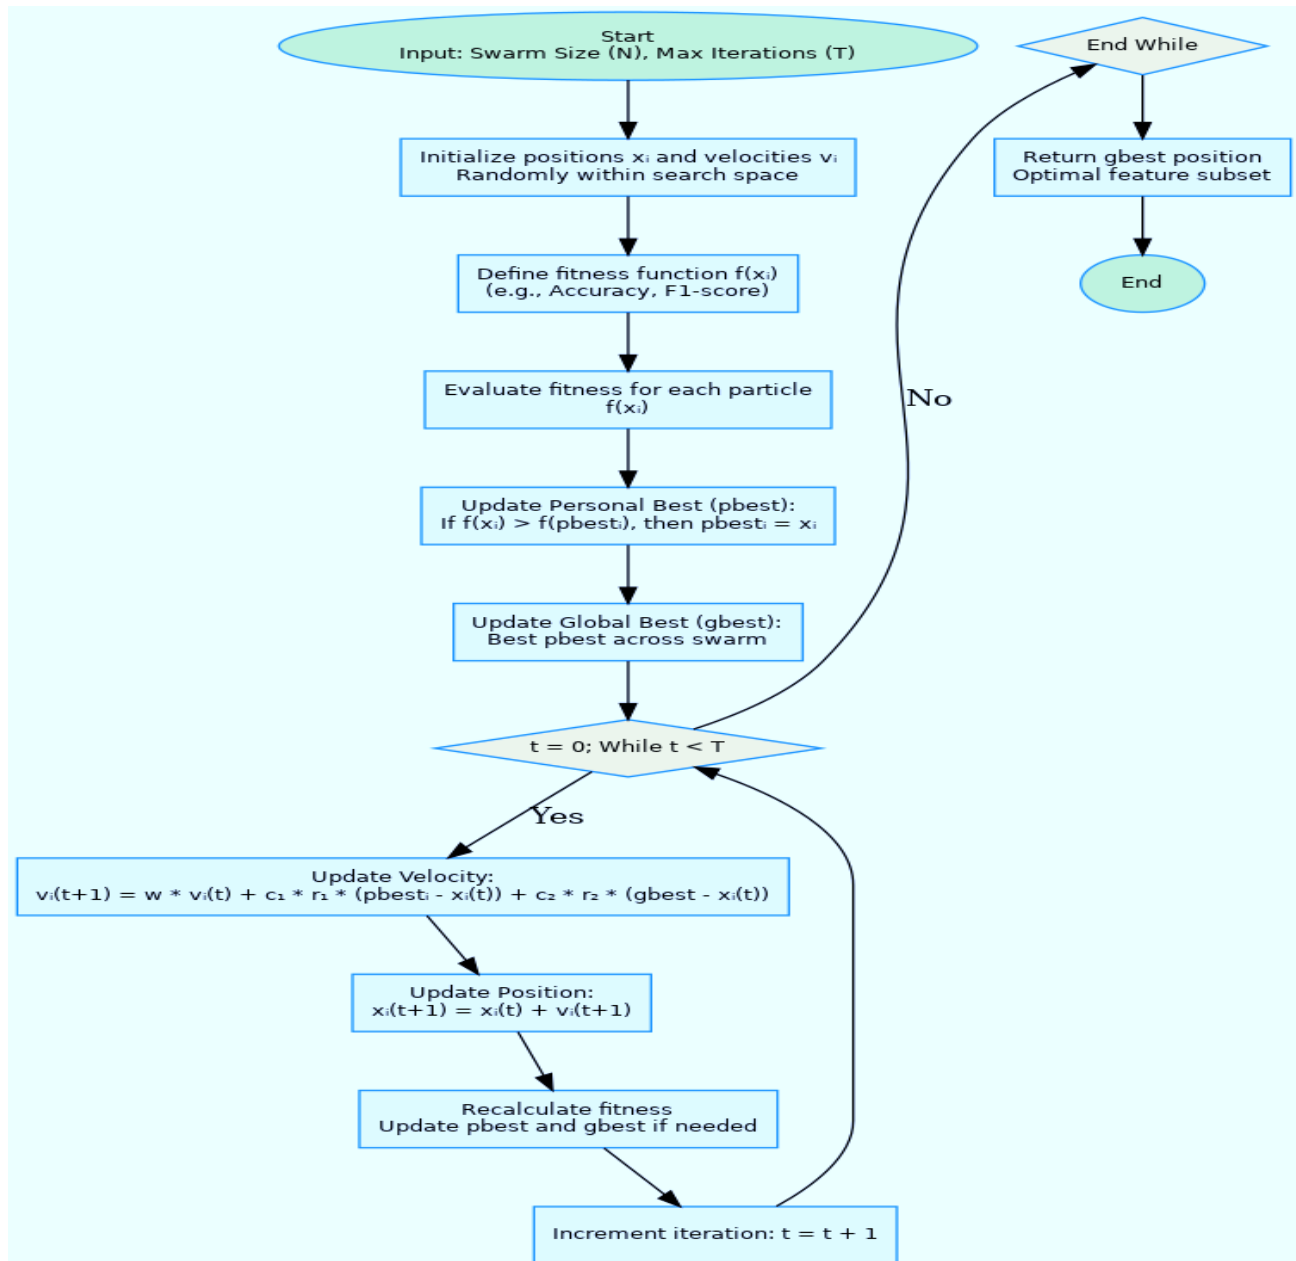 Start
Input: Swarm Size (N), Max Iterations (T)
Initialize positions xᵢ and velocities vᵢ
Randomly within search space
Define fitness function f(xᵢ)
(e.g., Accuracy, F1-score)
Evaluate fitness for each particle
f(xᵢ)
Update Personal Best (pbest):
If f(xᵢ) > f(pbestᵢ), then pbestᵢ = xᵢ
Update Global Best (gbest):
Best pbest across swarm
t = 0; While t < T
Yes
Update Velocity:
vᵢ(t+1) = w * vᵢ(t) + c₁ * r₁ * (pbestᵢ - xᵢ(t)) + c₂ * r₂ * (gbest - xᵢ(t))
Update Position:
xᵢ(t+1) = xᵢ(t) + vᵢ(t+1)
Recalculate fitness
Update pbest and gbest if needed
Increment iteration: t = t + 1
No
End While
Return gbest position
Optimal feature subset
End